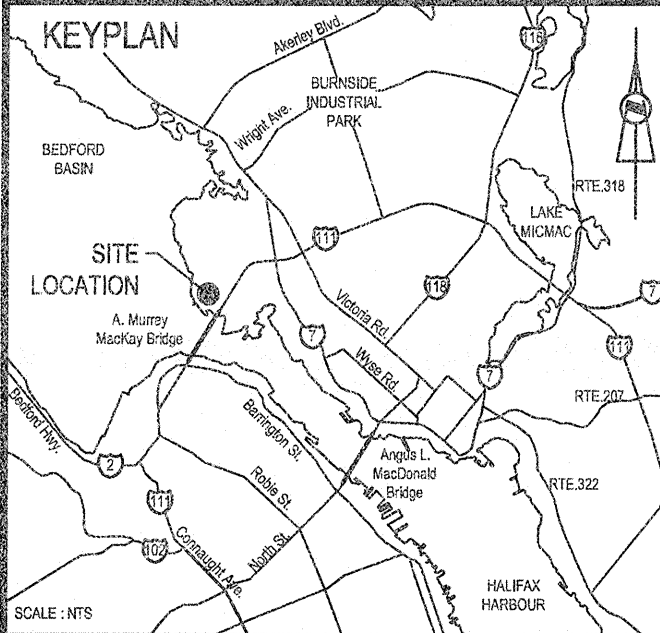 KEYPLAN
Akerley Blvd.
118
BURNSIDE
INDUSTRIAL
PARK
Wright Ave.
BEDFORD
BASIN
RTE.318
LAKE
MICMAC
111
SITE
LOCATION
118
7
A. Murrey
MacKay Bridge
Victoria Rd.
7
111
Wyse Rd.
7
Bedford Hwy.
Barrington St.
RTE.207
Angus L.
MacDonald
Bridge
2
Robie St.
RTE.322
111
102
Connaught Ave.
North St.
HALIFAX
HARBOUR
SCALE : NTS